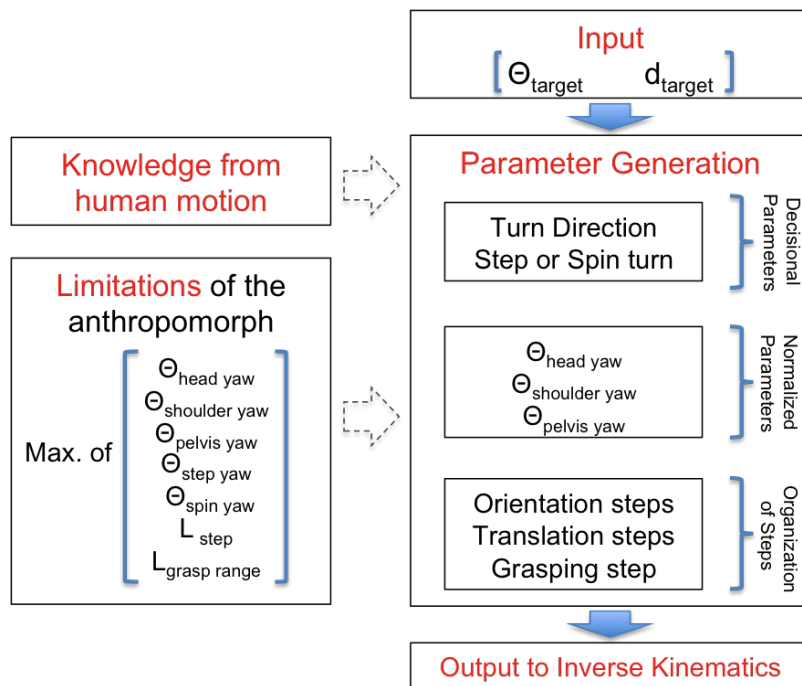 Input
Θtarget dtarget
Knowledge from
human motion
Limitations of the
anthropomorph
Max. of
Θhead yaw
Θshoulder yaw
Θpelvis yaw
Θstep yaw
Θspin yaw
L step
Lgrasp range
Parameter Generation
Turn Direction
Step or Spin turn
Decisional
Parameters
Θhead yaw
Θshoulder yaw
Θpelvis yaw
Normalized
Parameters
Orientation steps
Translation steps
Grasping step
Organization
of Steps
Output to Inverse Kinematics